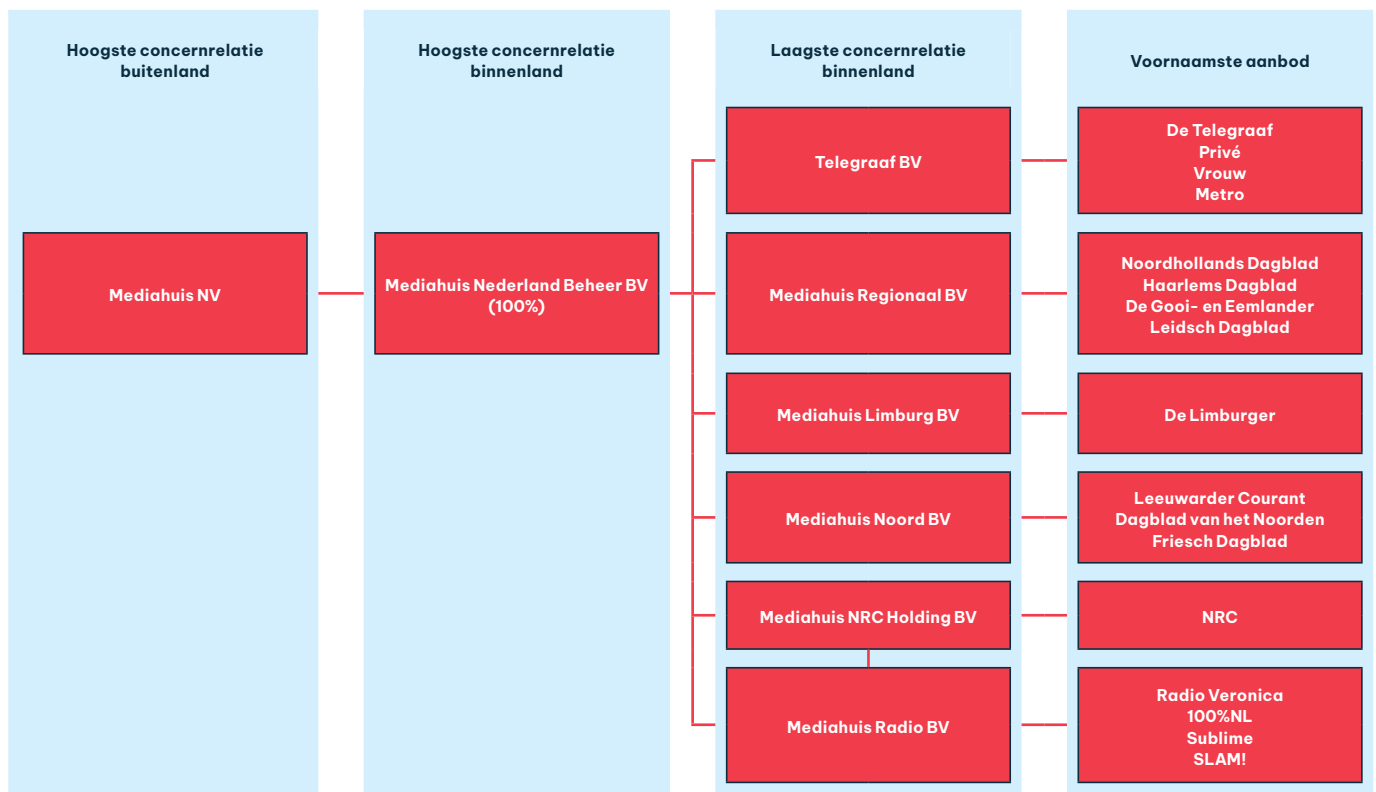 Hoogste concernrelatie
buitenland
Hoogste concernrelatie
binnenland
Laagste concernrelatie
binnenland
Voornaamste aanbod
Mediahuis NV
Mediahuis Nederland Beheer BV
(100%)
Telegraaf BV
De Telegraaf
Privé
Vrouw
Metro
Mediahuis Regionaal BV
Noordhollands Dagblad
Haarlems Dagblad
De Gooi- en Eemlander
Leidsch Dagblad
Mediahuis Limburg BV
De Limburger
Mediahuis Noord BV
Leeuwarder Courant
Dagblad van het Noorden
Friesch Dagblad
Mediahuis NRC Holding BV
NRC
Mediahuis Radio BV
Radio Veronica
100%NL
Sublime
SLAM!